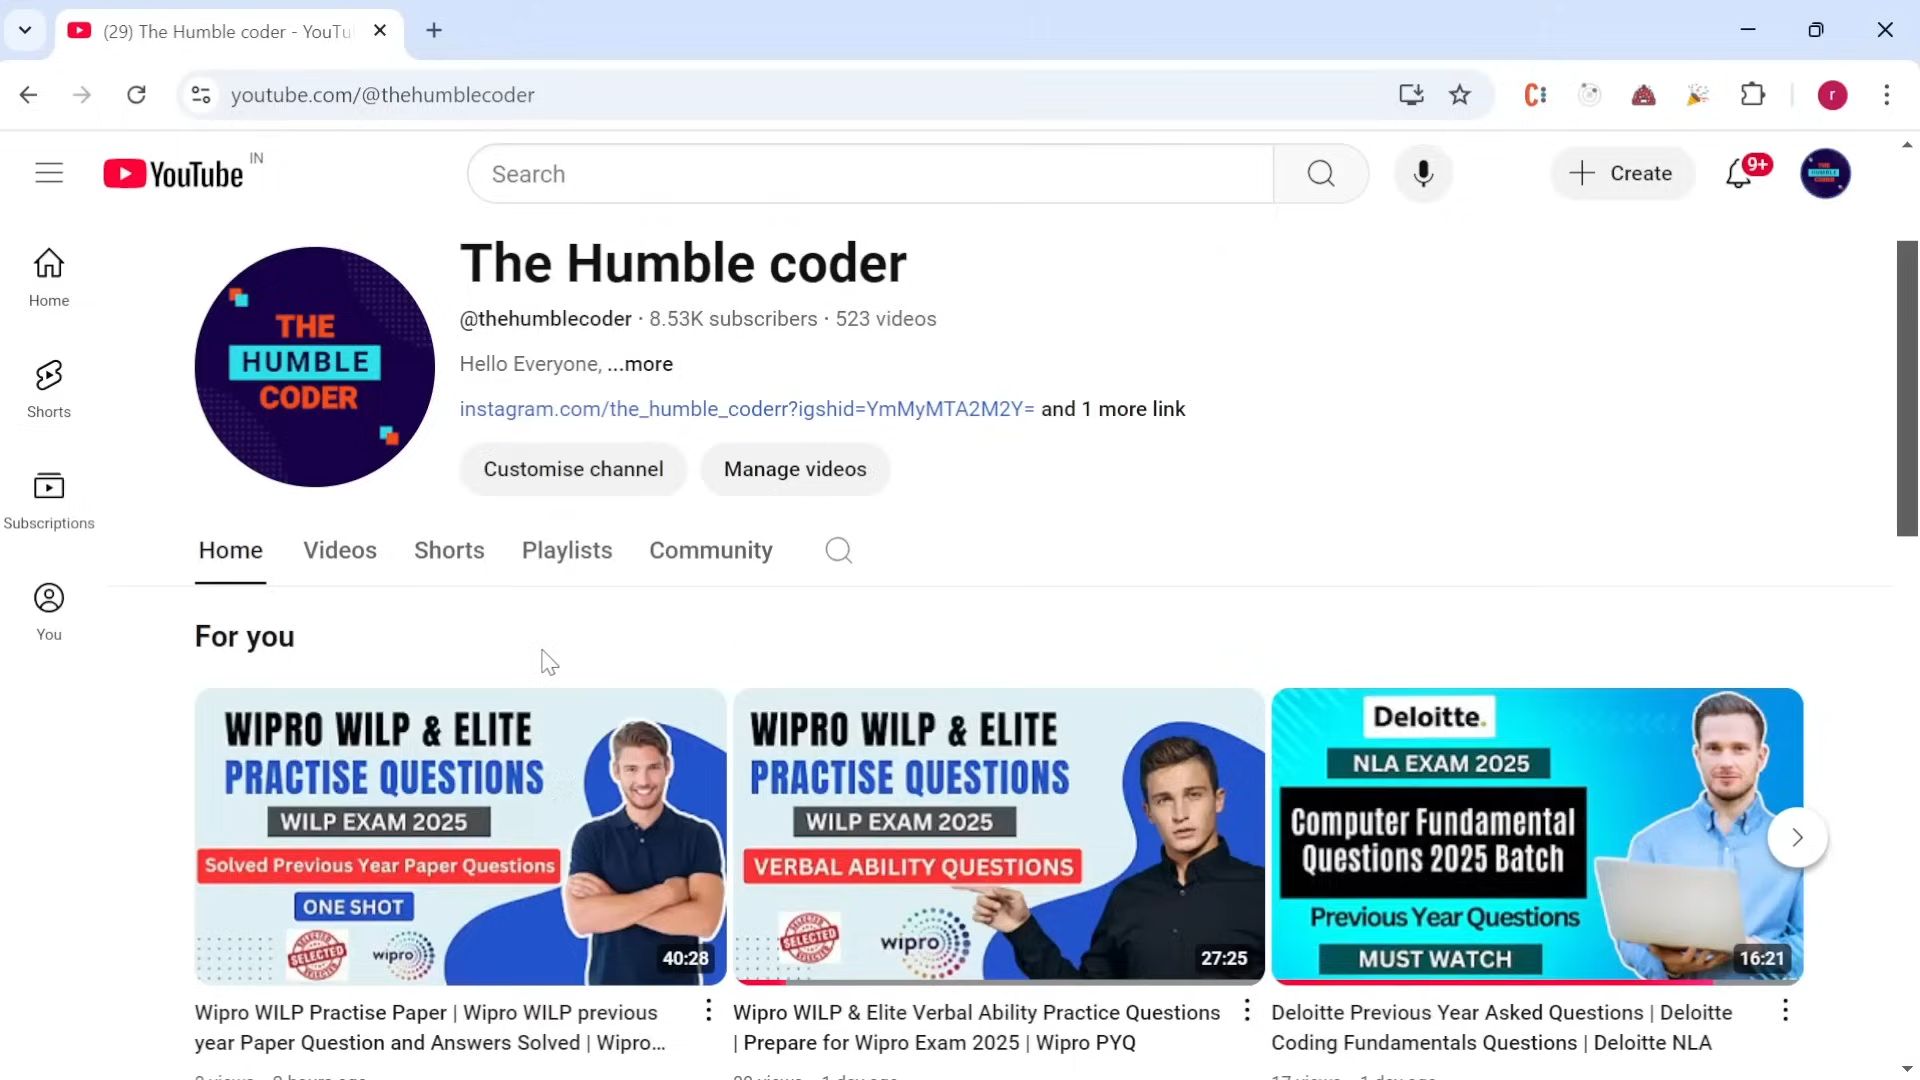 (29) The Humble coder - YouTu
youtube.com/@thehumblecoder
r
YouTube IN
Search
Create
9+
THE HUMBLE CODER
Home
Shorts
Subscriptions
You
THE
HUMBLE
CODER
The Humble coder
@thehumblecoder · 8.53K subscribers · 523 videos
Hello Everyone, ...more
instagram.com/the_humble_coderr?igshid=YmMyMTA2M2Y= and 1 more link
Customise channel
Manage videos
Home Videos Shorts Playlists Community
For you
WIPRO WILP & ELITE
PRACTISE QUESTIONS
WILP EXAM 2025
Solved Previous Year Paper Questions
ONE SHOT
SELECTED
wipro
40:28
Wipro WILP Practise Paper | Wipro WILP previous
year Paper Question and Answers Solved | Wipro...
WIPRO WILP & ELITE
PRACTISE QUESTIONS
WILP EXAM 2025
VERBAL ABILITY QUESTIONS
SELECTED
wipro
27:25
Wipro WILP & Elite Verbal Ability Practice Questions
| Prepare for Wipro Exam 2025 | Wipro PYQ
Deloitte.
NLA EXAM 2025
Computer Fundamental
Questions 2025 Batch
Previous Year Questions
MUST WATCH
16:21
Deloitte Previous Year Asked Questions | Deloitte
Coding Fundamentals Questions | Deloitte NLA